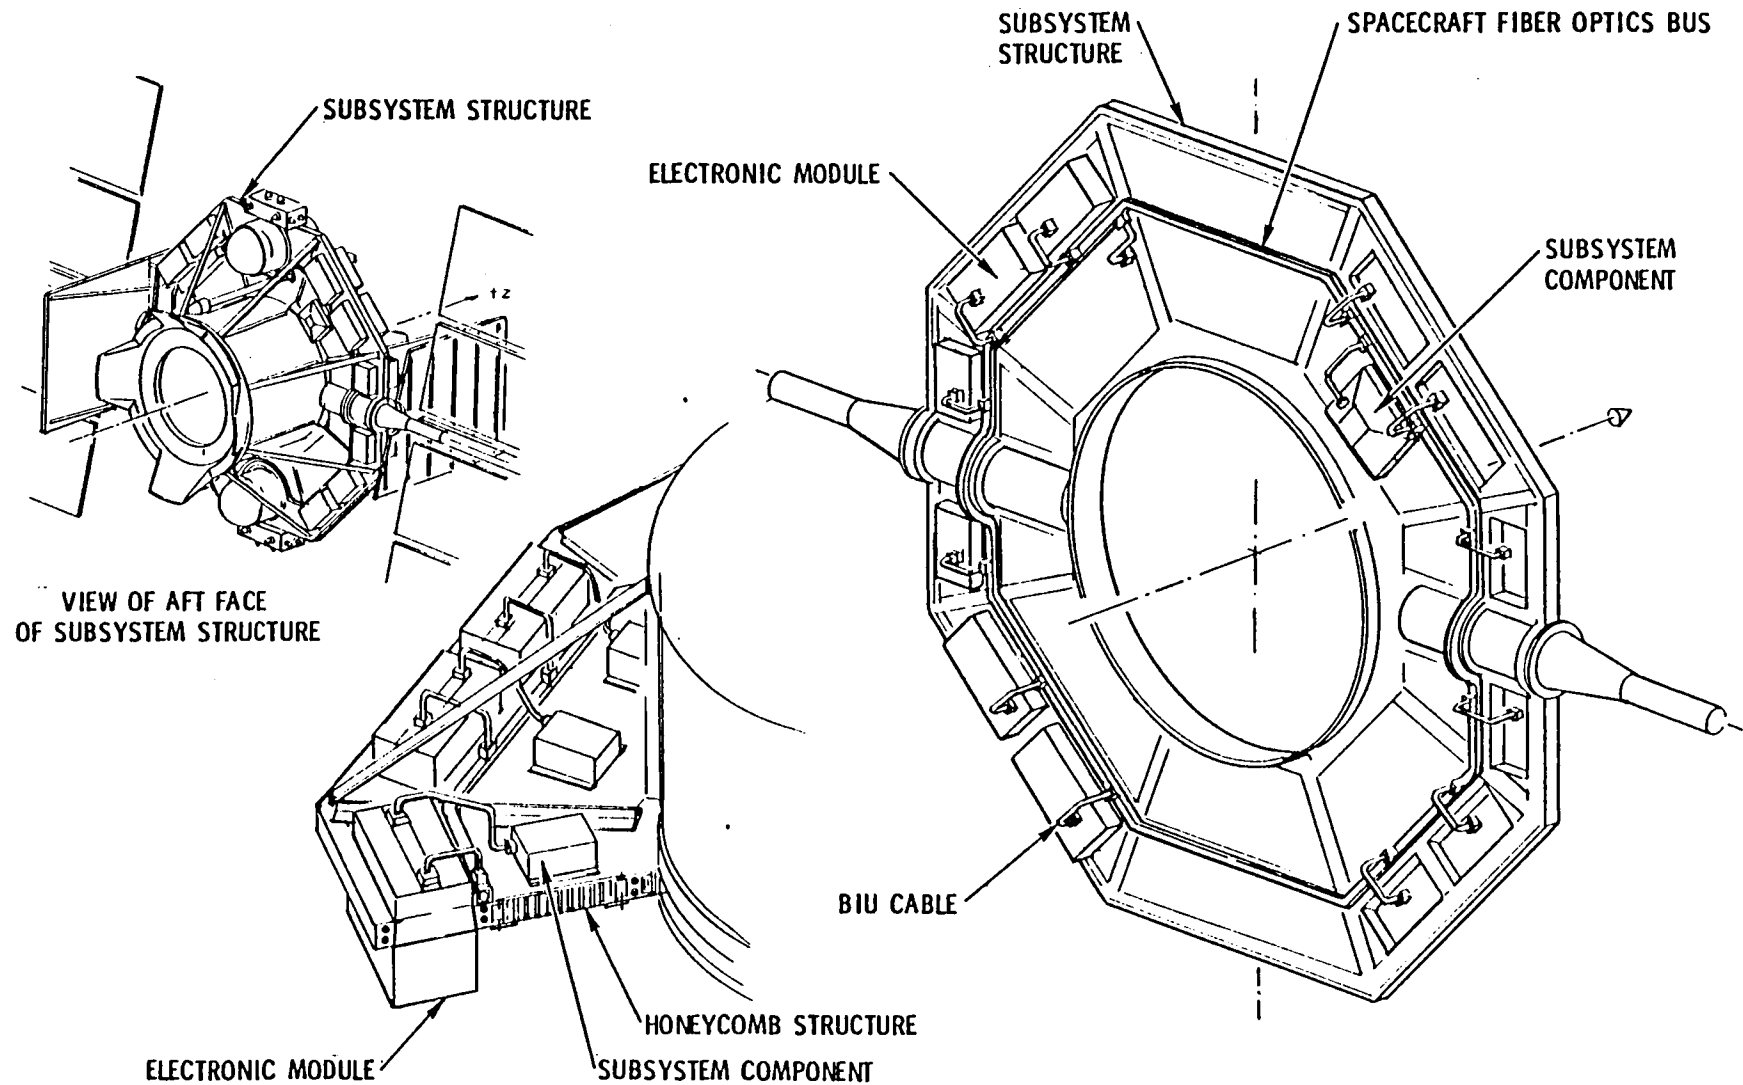 SUBSYSTEM
STRUCTURE
SPACECRAFT FIBER OPTICS BUS
SUBSYSTEM STRUCTURE
ELECTRONIC MODULE
SUBSYSTEM
COMPONENT
+Z
VIEW OF AFT FACE
OF SUBSYSTEM STRUCTURE
BIU CABLE
HONEYCOMB STRUCTURE
ELECTRONIC MODULE
SUBSYSTEM COMPONENT